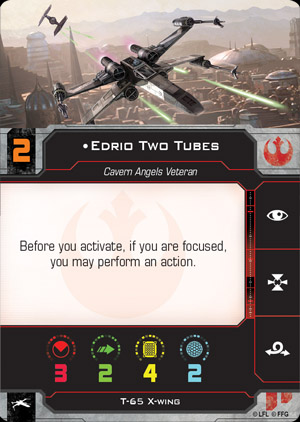 2
•Edrio Two Tubes
Cavern Angels Veteran
Before you activate, if you are focused,
you may perform an action.
3 2 4 2
T-65 X-wing
© LFL © FFG